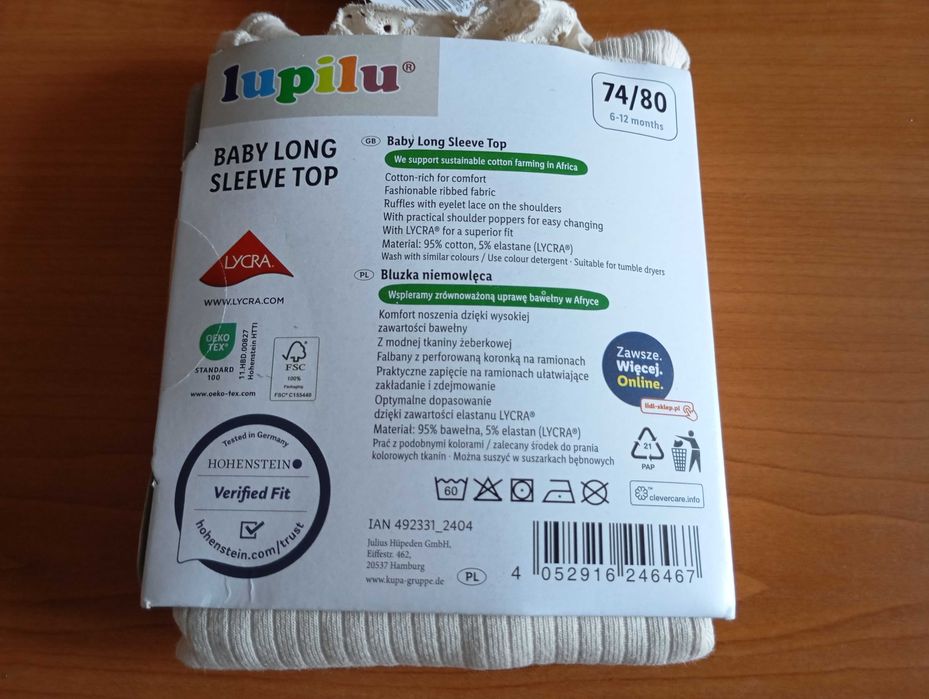 lupilu®
74/80
6-12 months
BABY LONG
SLEEVE TOP
GB Baby Long Sleeve Top
We support sustainable cotton farming in Africa
Cotton-rich for comfort
Fashionable ribbed fabric
Ruffles with eyelet lace on the shoulders
With practical shoulder poppers for easy changing
With LYCRA® for a superior fit
Material: 95% cotton, 5% elastane (LYCRA®)
Wash with similar colours / Use colour detergent · Suitable for tumble dryers
PL Bluzka niemowlęca
Wspieramy zrównoważoną uprawę bawełny w Afryce
Komfort noszenia dzięki wysokiej
zawartości bawełny
Z modnej tkaniny żeberkowej
Falbany z perforowaną koronką na ramionach
Praktyczne zapięcie na ramionach ułatwiające
zakładanie i zdejmowanie
Optymalne dopasowanie
dzięki zawartości elastanu LYCRA®
Materiał: 95% bawełna, 5% elastan (LYCRA®)
Prać z podobnymi kolorami / zalecany środek do prania
kolorowych tkanin · Można suszyć w suszarkach bębnowych
LYCRA®
WWW.LYCRA.COM
OEKO
TEX®
STANDARD
100
11.HBD.00827
Hohenstein HTTI
www.oeko-tex.com
FSC
100%
Packaging
FSC® C155440
Tested in Germany
HOHENSTEIN
Verified Fit
hohenstein.com/trust
Zawsze.
Więcej.
Online.
lidl-sklep.pl
21
PAP
60
clevercare.info
IAN 492331_2404
Julius Hüpeden GmbH,
Eiffestr. 462,
20537 Hamburg
www.kupa-gruppe.de
PL
4 052916 246467